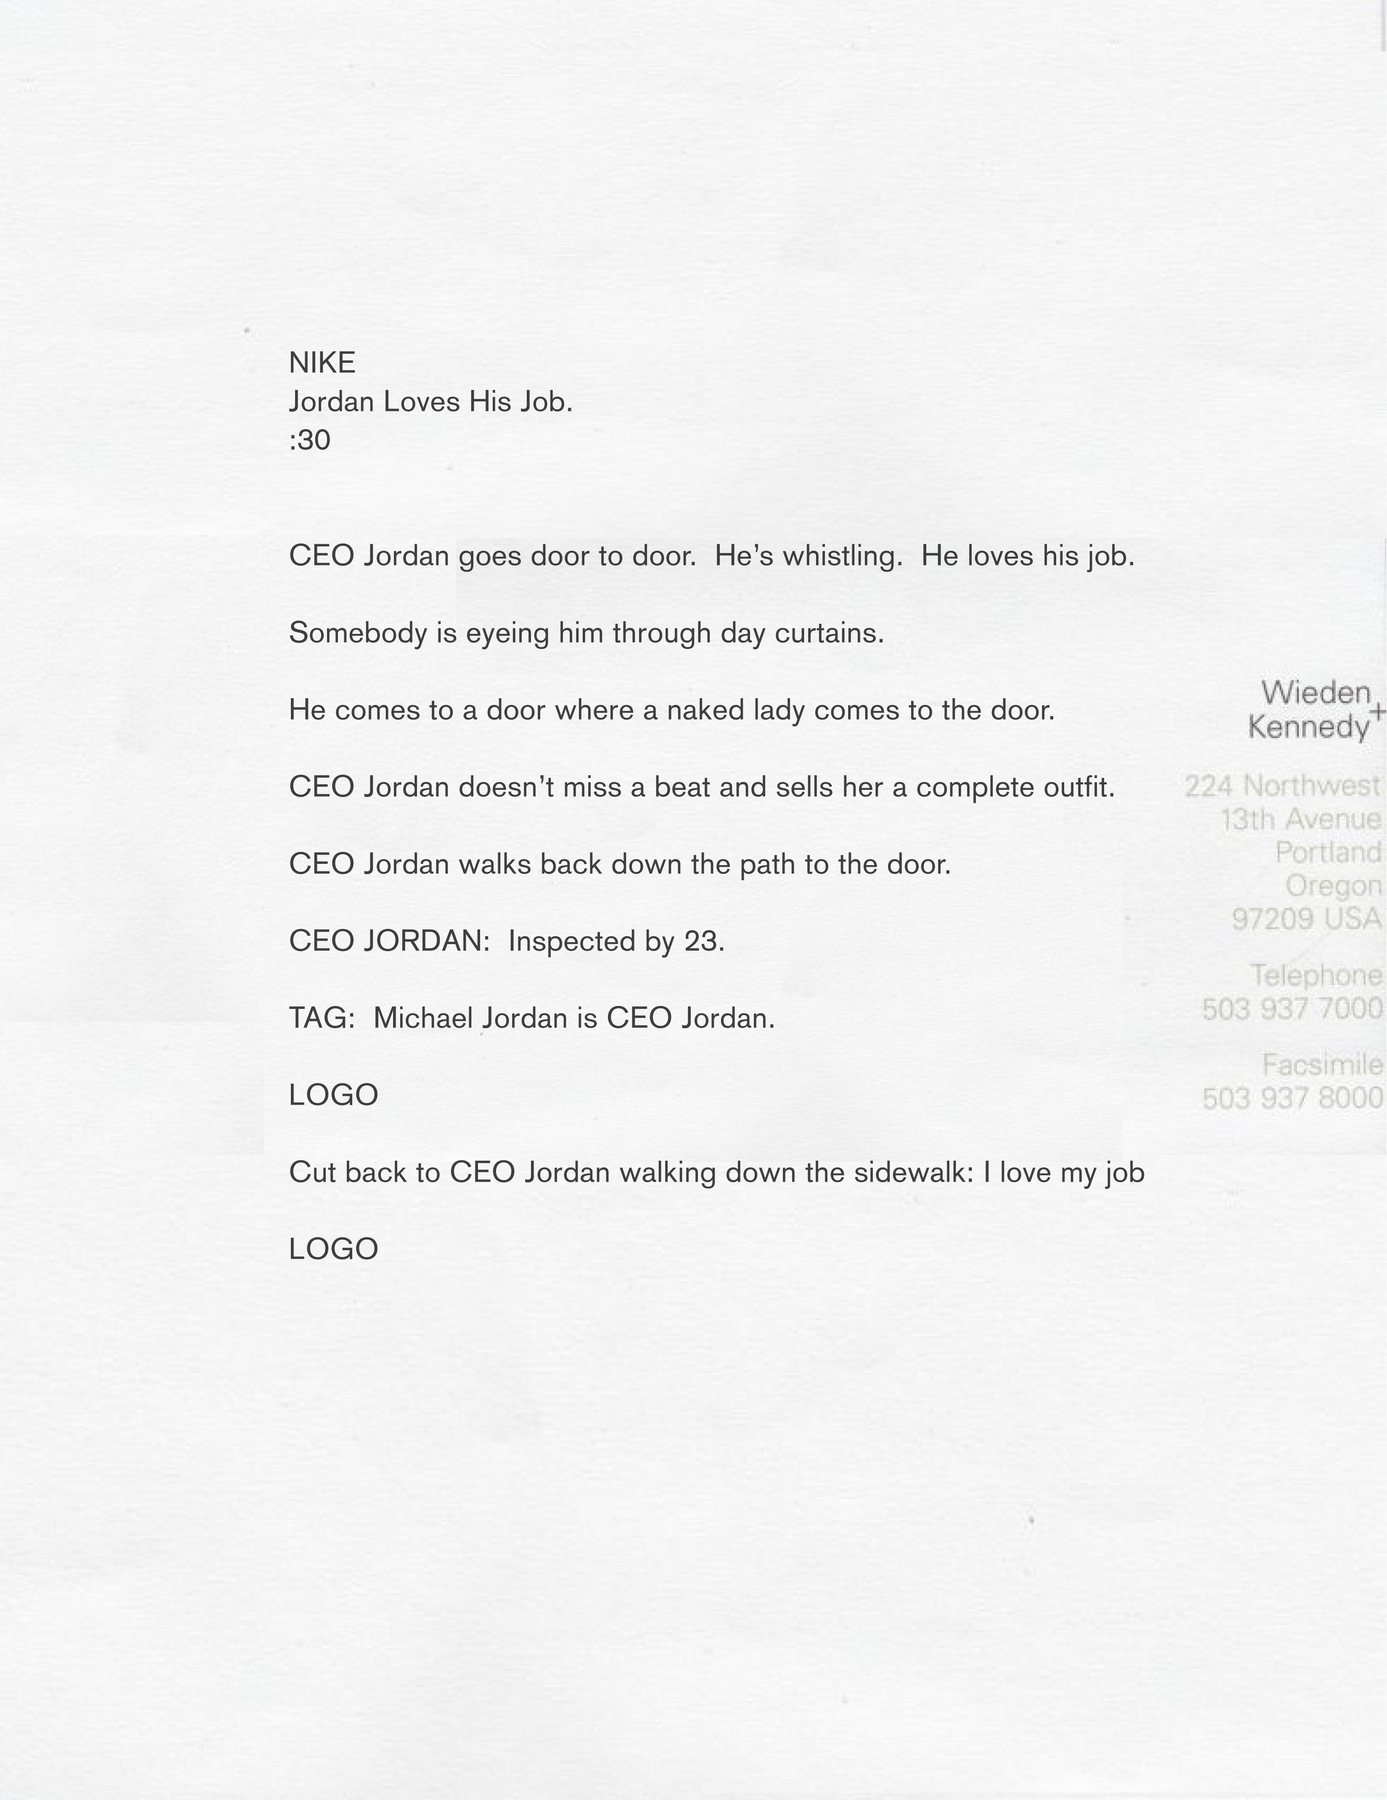 NIKE
Jordan Loves His Job.
:30
CEO Jordan goes door to door.  He's whistling.  He loves his job.
Somebody is eyeing him through day curtains.
He comes to a door where a naked lady comes to the door.
CEO Jordan doesn't miss a beat and sells her a complete outfit.
CEO Jordan walks back down the path to the door.
CEO JORDAN:  Inspected by 23.
TAG:  Michael Jordan is CEO Jordan.
LOGO
Cut back to CEO Jordan walking down the sidewalk: I love my job
LOGO
Wieden+
Kennedy
224 Northwest
13th Avenue
Portland
Oregon
97209 USA
Telephone
503 937 7000
Facsimile
503 937 8000